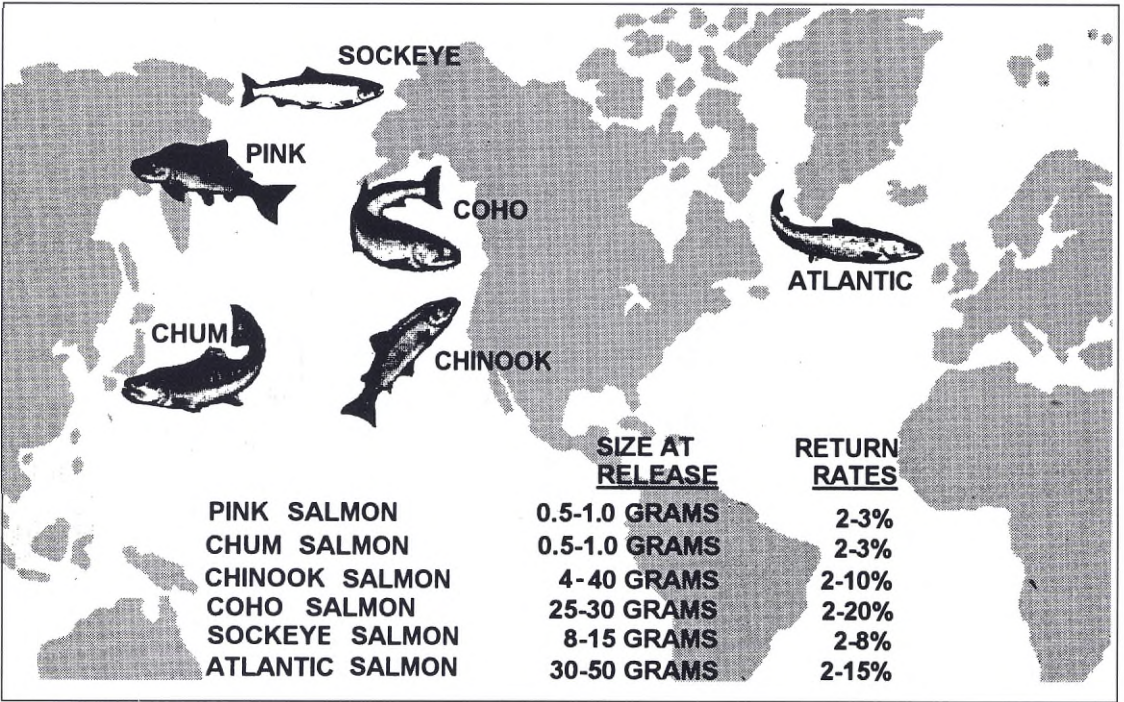 SOCKEYE
PINK
COHO
ATLANTIC
CHUM
CHINOOK
SIZE AT RETURN
RELEASE RATES
PINK SALMON 0.5-1.0 GRAMS 2-3%
CHUM SALMON 0.5-1.0 GRAMS 2-3%
CHINOOK SALMON 4-40 GRAMS 2-10%
COHO SALMON 25-30 GRAMS 2-20%
SOCKEYE SALMON 8-15 GRAMS 2-8%
ATLANTIC SALMON 30-50 GRAMS 2-15%